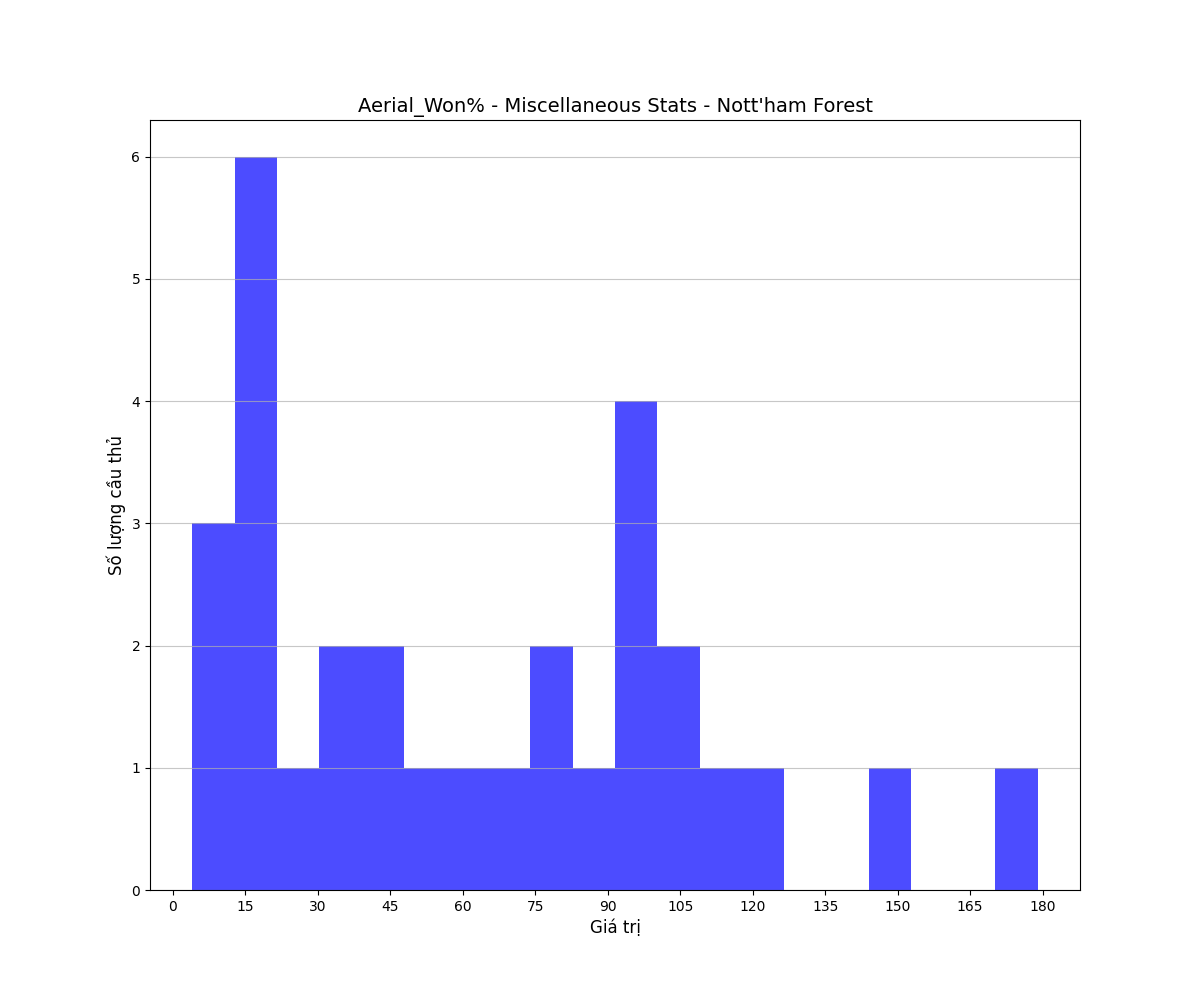 Aerial_Won% - Miscellaneous Stats - Nott'ham Forest
6
5
4
3
2
1
0
Số lượng cầu thủ
0 15 30 45 60 75 90 105 120 135 150 165 180
Giá trị